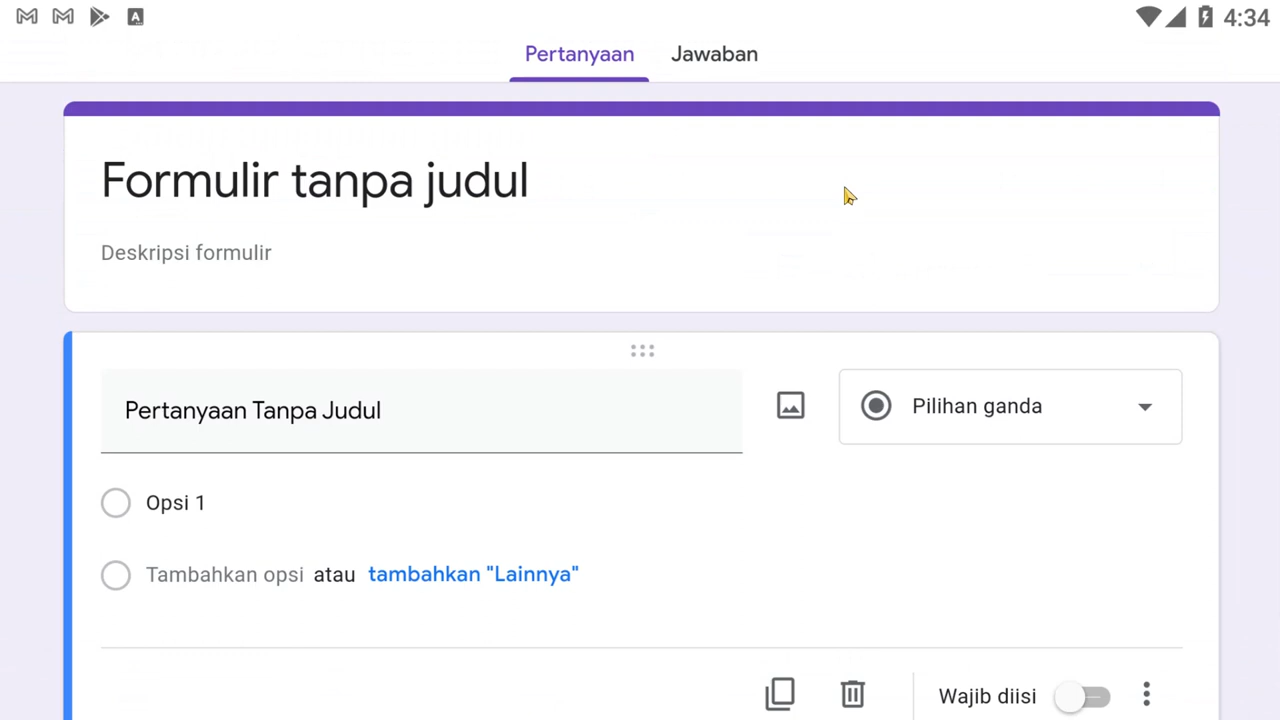 4:34
Pertanyaan Jawaban
Formulir tanpa judul
Deskripsi formulir
Pertanyaan Tanpa Judul
Pilihan ganda
Opsi 1
Tambahkan opsi atau tambahkan "Lainnya"
Wajib diisi